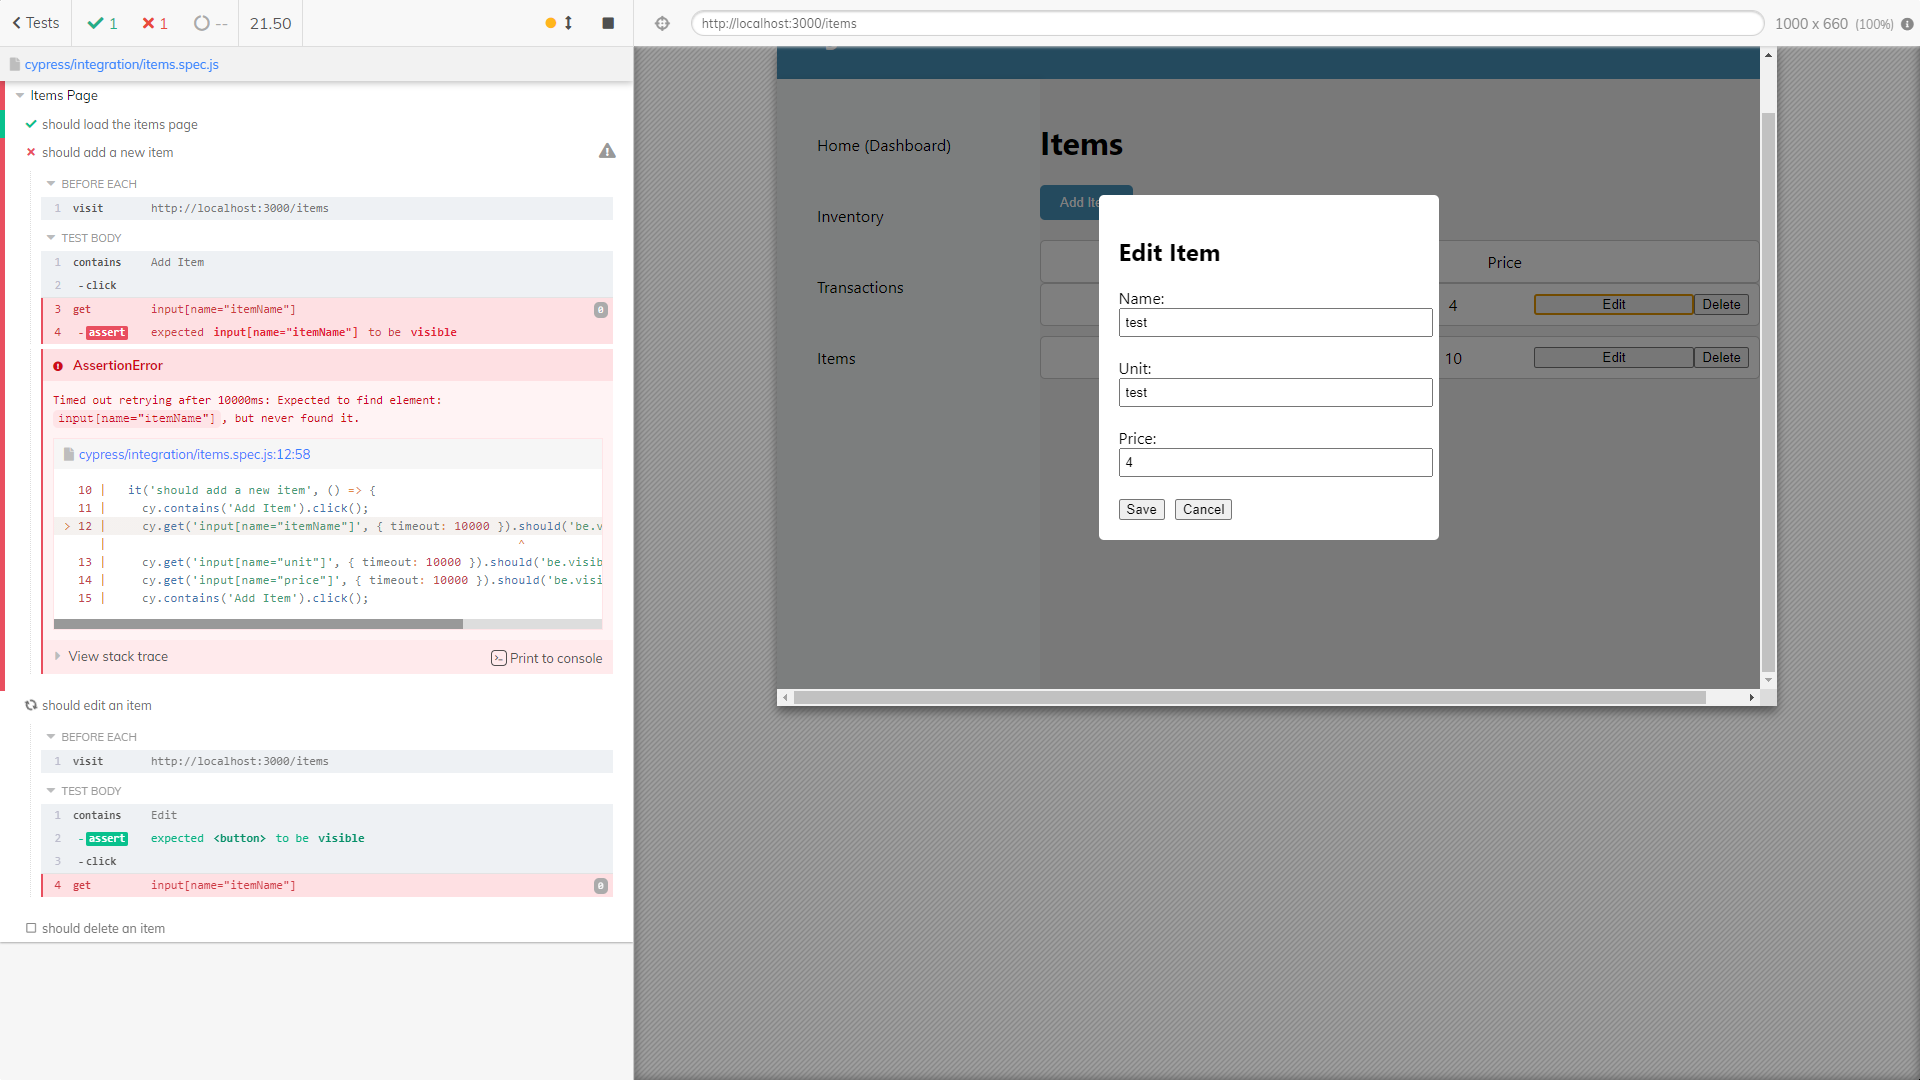 Tests
1
1
--
21.50
http://localhost:3000/items
1000 x 660 (100%)
cypress/integration/items.spec.js
Items Page
should load the items page
should add a new item
BEFORE EACH
1 visit http://localhost:3000/items
TEST BODY
1 contains Add Item
2 -click
3 get input[name="itemName"] 0
4 -assert expected input[name="itemName"] to be visible
AssertionError
Timed out retrying after 10000ms: Expected to find element:
input[name="itemName"] , but never found it.
cypress/integration/items.spec.js:12:58
10 | it('should add a new item', () => {
11 | cy.contains('Add Item').click();
> 12 | cy.get('input[name="itemName"]', { timeout: 10000 }).should('be.v
| ^
13 | cy.get('input[name="unit"]', { timeout: 10000 }).should('be.visib
14 | cy.get('input[name="price"]', { timeout: 10000 }).should('be.visi
15 | cy.contains('Add Item').click();
View stack trace
Print to console
should edit an item
BEFORE EACH
1 visit http://localhost:3000/items
TEST BODY
1 contains Edit
2 -assert expected <button> to be visible
3 -click
4 get input[name="itemName"] 0
should delete an item
Home (Dashboard)
Inventory
Transactions
Items
Items
Add Ite
Price
4 Edit Delete
10 Edit Delete
Edit Item
Name:
test
Unit:
test
Price:
4
Save Cancel